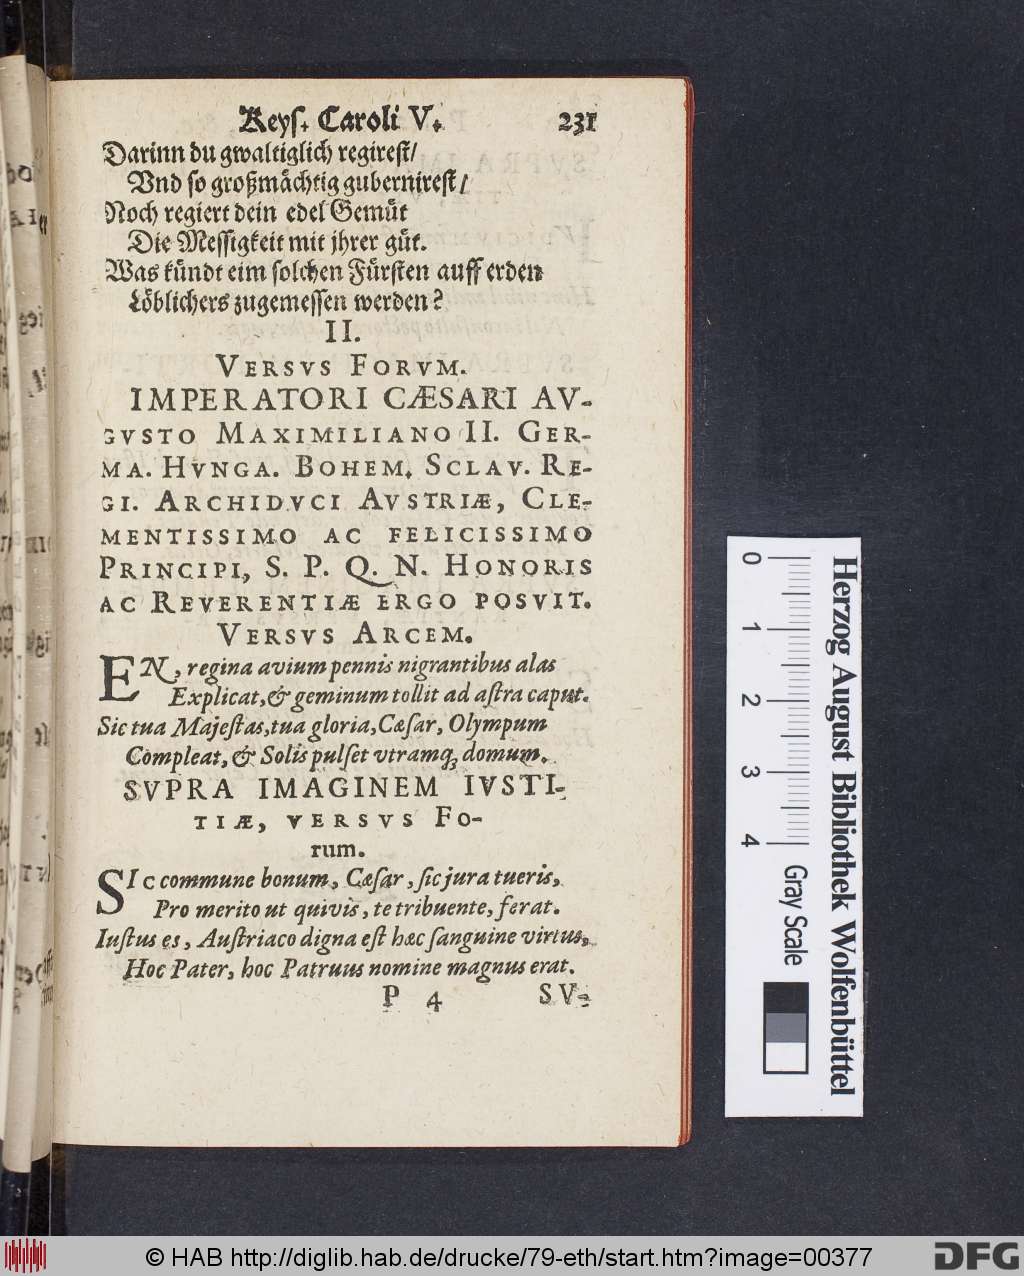 Keyſ. Caroli V. 231
Darinn du gwaltiglich regireſt/
Vnd ſo großmächtig gubernireſt/
Noch regiert dein edel Gemüt
Die Meſſigkeit mit jhrer güt.
Was kündt eim ſolchen Fürſten auff erden
Löblichers zugemeſſen werden?
II.
VERSVS FORVM.
IMPERATORI CÆSARI AV-
GVSTO MAXIMILIANO II. GER-
MA. HVNGA. BOHEM. SCLAV. RE-
GI. ARCHIDVCI AVSTRIÆ, CLE-
MENTISSIMO AC FELICISSIMO
PRINCIPI, S. P. Q. N. HONORIS
AC REVERENTIÆ ERGO POSVIT.
VERSVS ARCEM.
EN, regina avium pennis nigrantibus alas
Explicat, & geminum tollit ad aſtra caput.
Sic tua Majeſtas, tua gloria, Cæſar, Olympum
Compleat, & Solis pulſet vtramq; domum.
SVPRA IMAGINEM IVSTI-
TIÆ, VERSVS FO-
rum.
SIC commune bonum, Cæſar, ſic jura tueris,
Pro merito ut quivis, te tribuente, ferat.
Iuſtus es, Auſtriaco digna eſt hæc ſanguine virtus,
Hoc Pater, hoc Patruus nomine magnus erat.
P 4 SV-
0 1 2 3 4
Gray Scale
Herzog August Bibliothek Wolfenbüttel
© HAB http://diglib.hab.de/drucke/79-eth/start.htm?image=00377
DFG